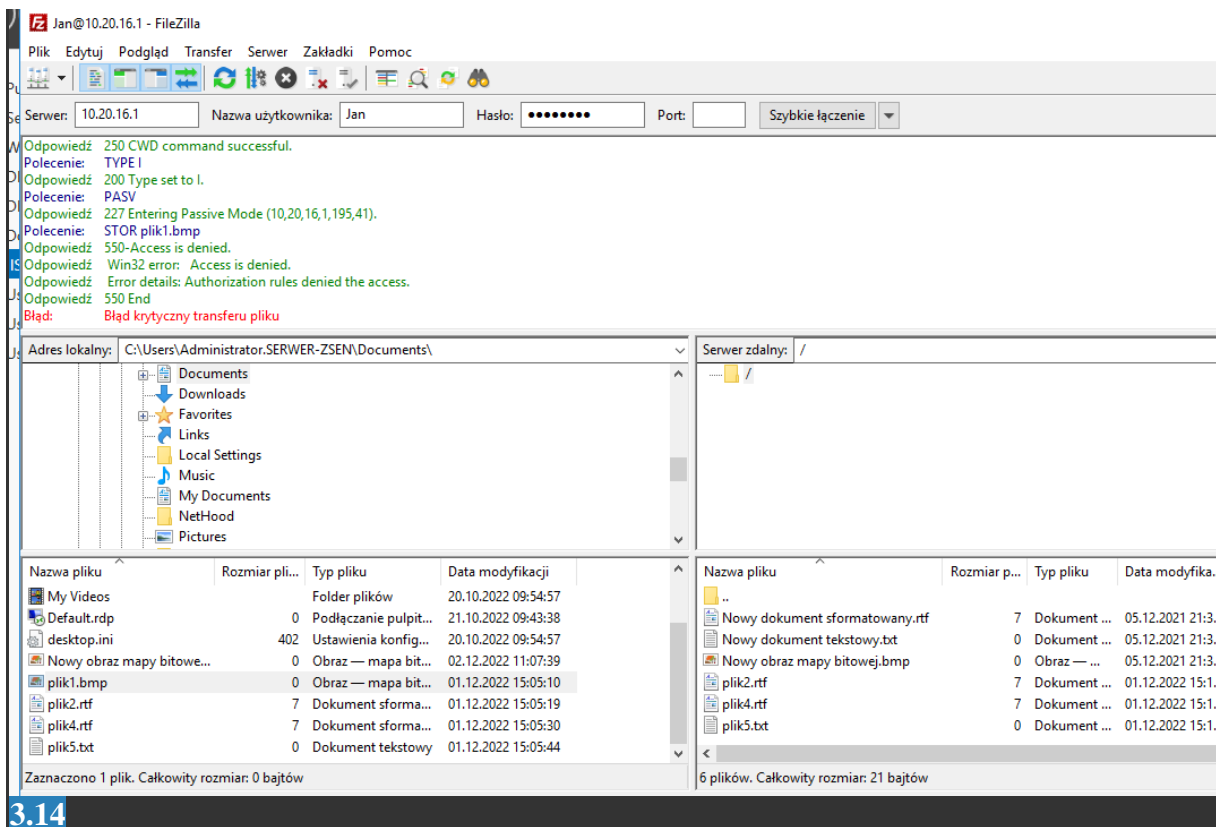 Jan@10.20.16.1 - FileZilla
Plik Edytuj Podgląd Transfer Serwer Zakładki Pomoc
Serwer: 10.20.16.1 Nazwa użytkownika: Jan Hasło: ●●●●●●●● Port: Szybkie łączenie
Odpowiedź 250 CWD command successful.
Polecenie: TYPE I
Odpowiedź 200 Type set to I.
Polecenie: PASV
Odpowiedź 227 Entering Passive Mode (10,20,16,1,195,41).
Polecenie: STOR plik1.bmp
Odpowiedź 550-Access is denied.
Odpowiedź Win32 error: Access is denied.
Odpowiedź Error details: Authorization rules denied the access.
Odpowiedź 550 End
Błąd: Błąd krytyczny transferu pliku
Adres lokalny: C:\Users\Administrator.SERWER-ZSEN\Documents\
Documents
Downloads
Favorites
Links
Local Settings
Music
My Documents
NetHood
Pictures
Nazwa pliku Rozmiar pli... Typ pliku Data modyfikacji
My Videos Folder plików 20.10.2022 09:54:57
Default.rdp 0 Podłączanie pulpit... 21.10.2022 09:43:38
desktop.ini 402 Ustawienia konfig... 20.10.2022 09:54:57
Nowy obraz mapy bitowe... 0 Obraz — mapa bit... 02.12.2022 11:07:39
plik1.bmp 0 Obraz — mapa bit... 01.12.2022 15:05:10
plik2.rtf 7 Dokument sforma... 01.12.2022 15:05:19
plik4.rtf 7 Dokument sforma... 01.12.2022 15:05:30
plik5.txt 0 Dokument tekstowy 01.12.2022 15:05:44
Zaznaczono 1 plik. Całkowity rozmiar: 0 bajtów
Serwer zdalny: /
/
Nazwa pliku Rozmiar p... Typ pliku Data modyfika.
..
Nowy dokument sformatowany.rtf 7 Dokument ... 05.12.2021 21:3.
Nowy dokument tekstowy.txt 0 Dokument ... 05.12.2021 21:3.
Nowy obraz mapy bitowej.bmp 0 Obraz — ... 05.12.2021 21:3.
plik2.rtf 7 Dokument ... 01.12.2022 15:1.
plik4.rtf 7 Dokument ... 01.12.2022 15:1.
plik5.txt 0 Dokument ... 01.12.2022 15:1.
6 plików. Całkowity rozmiar: 21 bajtów
3.14